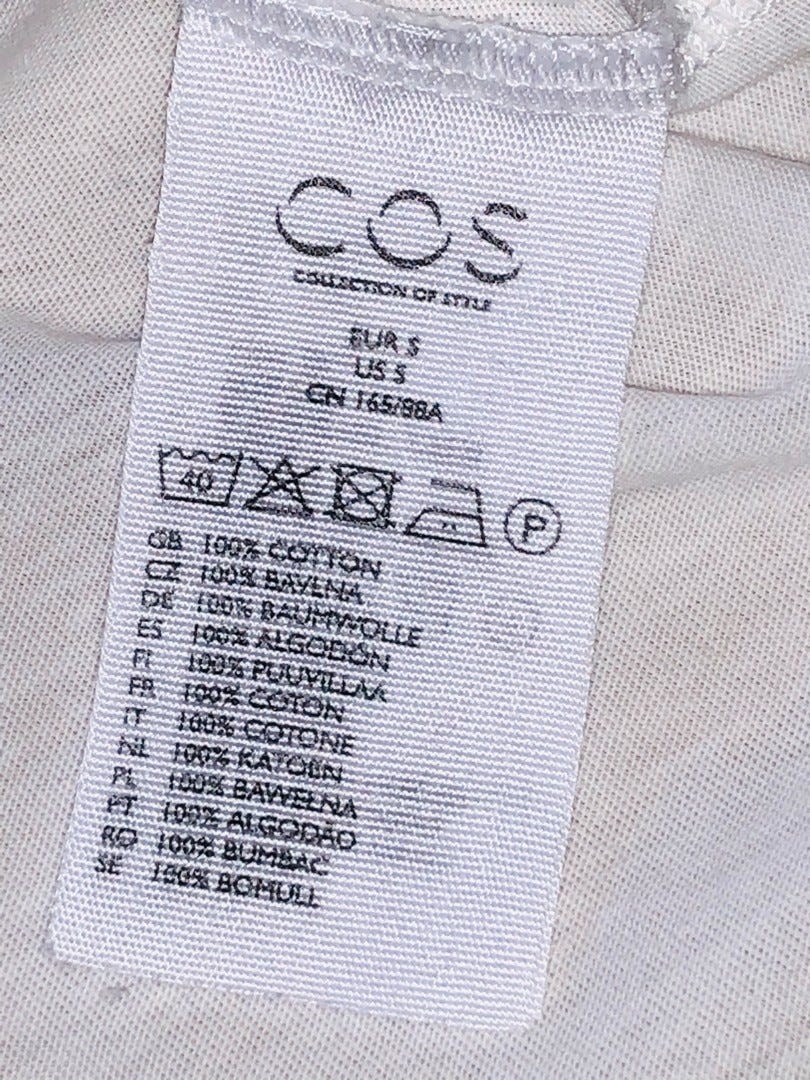 COS
COLLECTION OF STYLE
EUR S
US S
CN 165/88A
40 P
GB 100% COTTON
CZ 100% BAVLNA
DE 100% BAUMWOLLE
ES 100% ALGODÓN
FI 100% PUUVILLAA
FR 100% COTON
IT 100% COTONE
NL 100% KATOEN
PL 100% BAWEŁNA
PT 100% ALGODÃO
RO 100% BUMBAC
SE 100% BOMULL